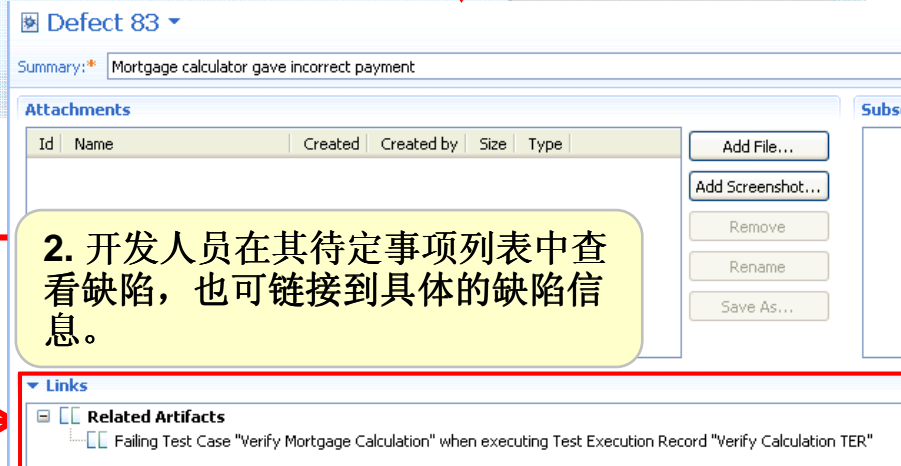 Defect 83
Summary:* Mortgage calculator gave incorrect payment
Attachments
Subs
Id Name Created Created by Size Type
Add File...
Add Screenshot...
Remove
Rename
Save As...
2. 开发人员在其待定事项列表中查
看缺陷，也可链接到具体的缺陷信
息。
Links
Related Artifacts
Failing Test Case "Verify Mortgage Calculation" when executing Test Execution Record "Verify Calculation TER"